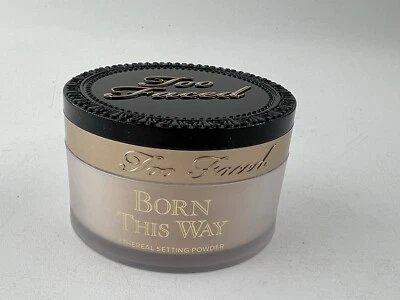 Too
Faced
Too Faced
BORN
THIS WAY
ETHEREAL SETTING POWDER